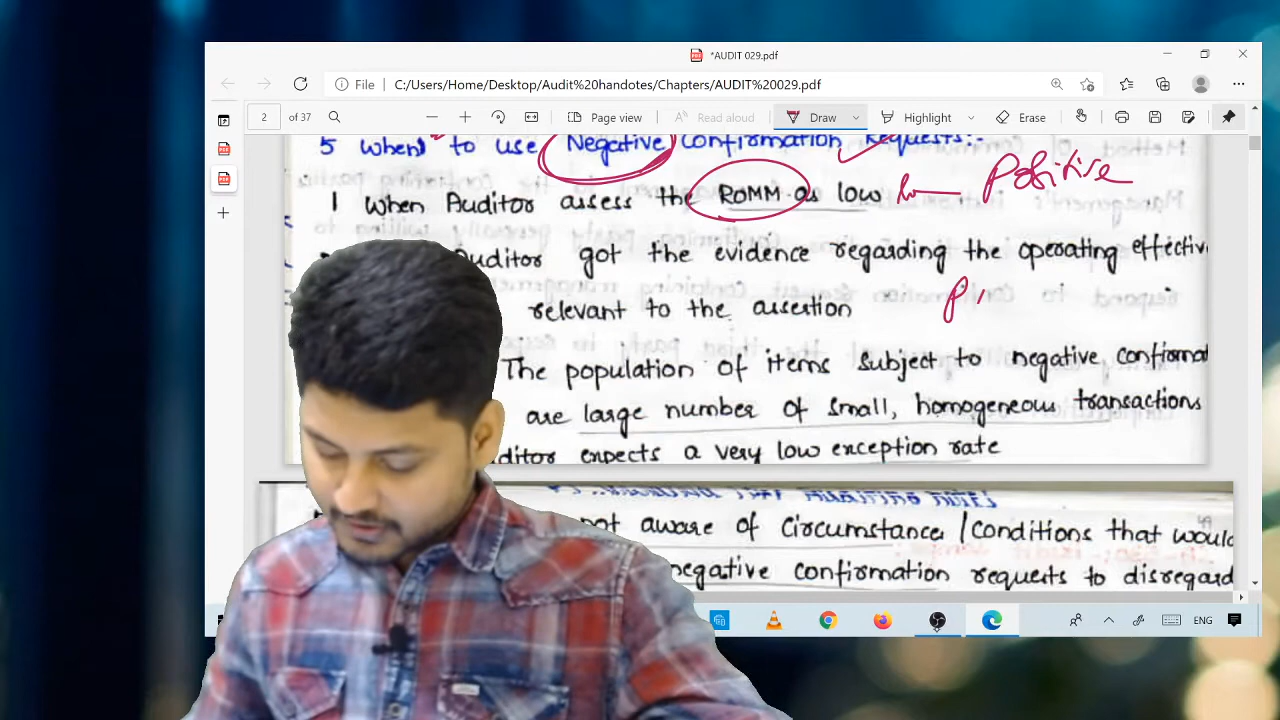 *AUDIT 029.pdf
File
C:/Users/Home/Desktop/Audit%20handotes/Chapters/AUDIT%20029.pdf
2 of 37
Page view
Read aloud
Draw
Highlight
Erase
5 When to use Negative Confirmation Requests:-
1 When Auditor assess the RoMM as low
Positive
Auditor got the evidence regarding the operating effectiv
relevant to the assertion
P
The population of items Subject to negative confirmat
are large number of Small, homogeneous transactions
uditor expects a very low exception rate
not aware of Circumstance / Conditions that would
negative confirmation requests to disregard
ENG